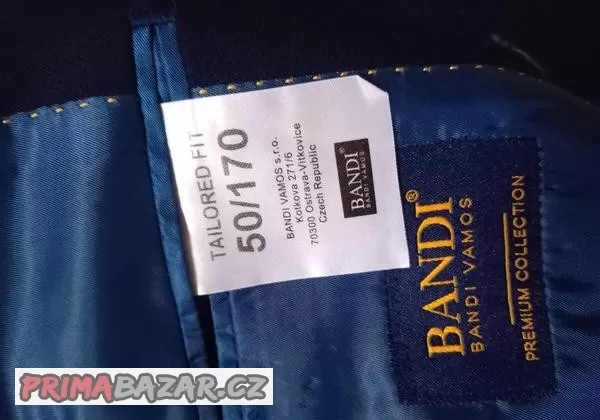 TAILORED FIT
50/170
BANDI VAMOS s.r.o.
Kotkova 271/6
70300 Ostrava-Vítkovice
Czech Republic
BANDI
BANDI VAMOS
BANDI®
BANDI VAMOS
PREMIUM COLLECTION
PRIMABAZAR.CZ